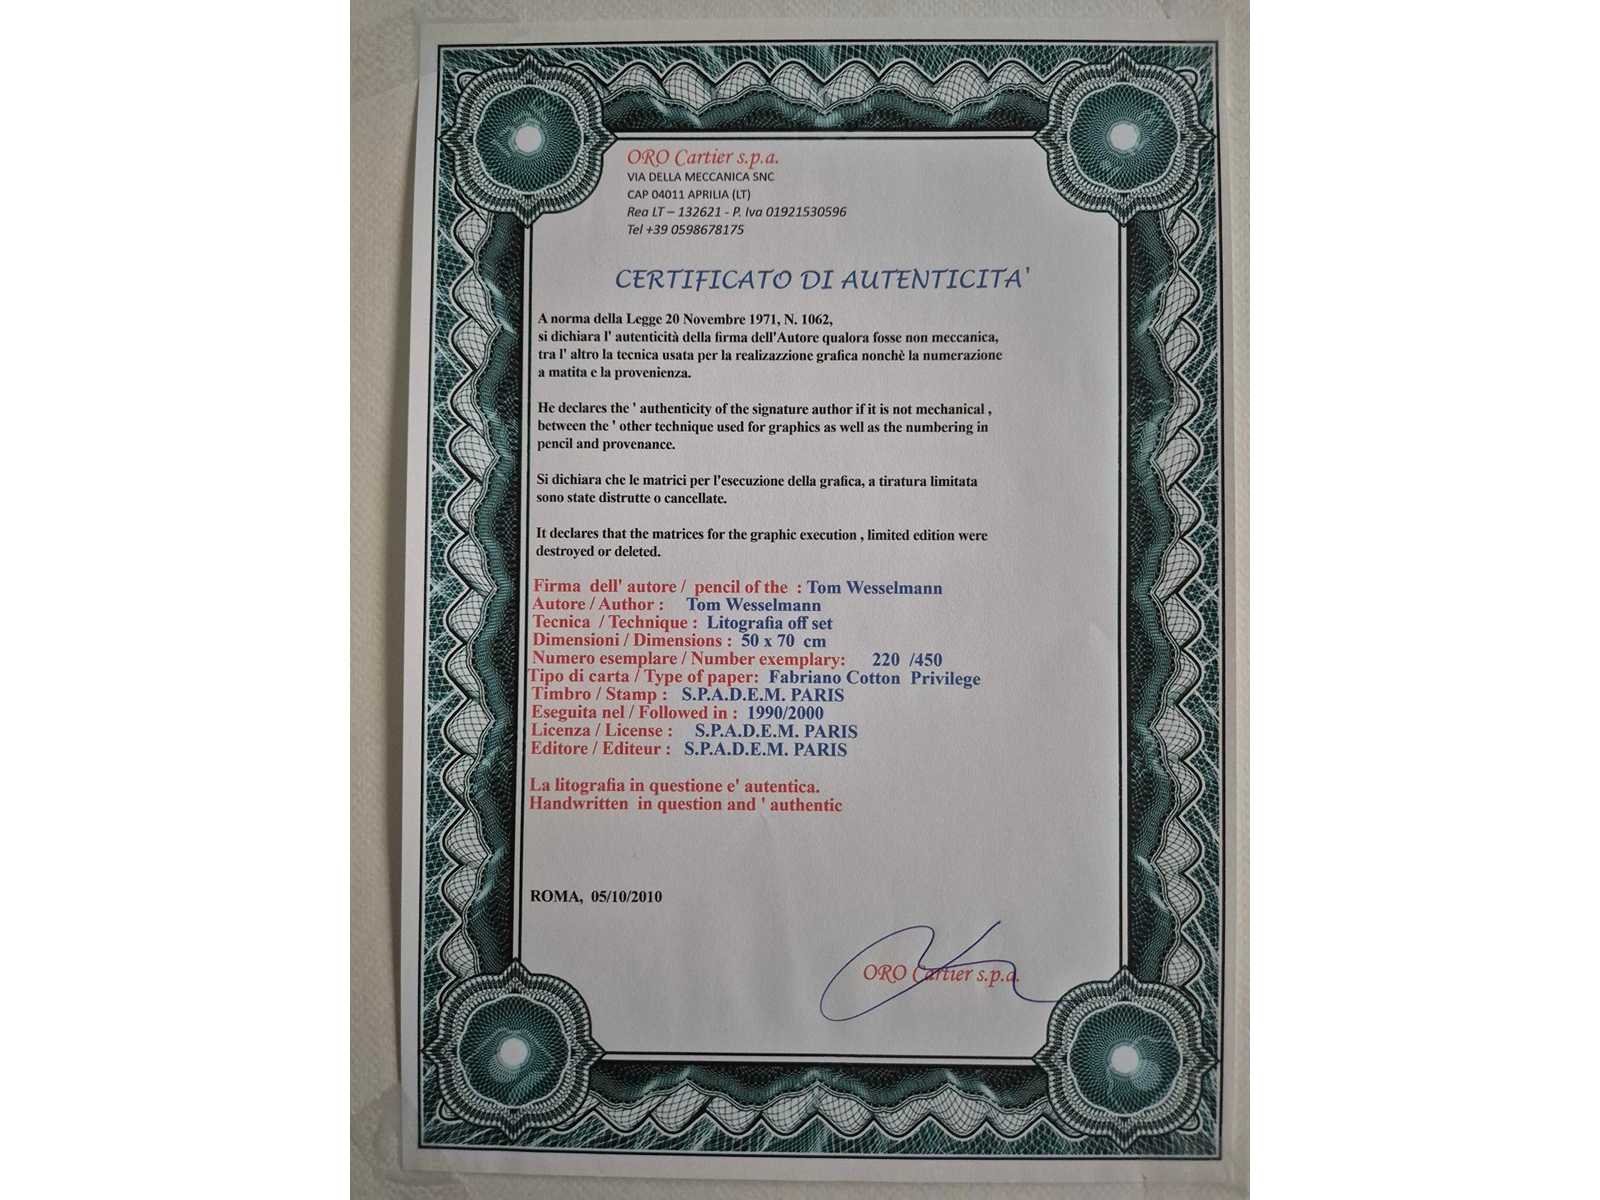 ORO Cartier s.p.a.
VIA DELLA MECCANICA SNC
CAP 04011 APRILIA (LT)
Rea LT – 132621 - P. Iva 01921530596
Tel +39 0598678175
CERTIFICATO DI AUTENTICITA'
A norma della Legge 20 Novembre 1971, N. 1062,
si dichiara l' autenticità della firma dell'Autore qualora fosse non meccanica,
tra l' altro la tecnica usata per la realizazzione grafica nonchè la numerazione
a matita e la provenienza.
He declares the ' authenticity of the signature author if it is not mechanical ,
between the ' other technique used for graphics as well as the numbering in
pencil and provenance.
Si dichiara che le matrici per l'esecuzione della grafica, a tiratura limitata
sono state distrutte o cancellate.
It declares that the matrices for the graphic execution , limited edition were
destroyed or deleted.
Firma dell' autore / pencil of the : Tom Wesselmann
Autore / Author : Tom Wesselmann
Tecnica / Technique : Litografia off set
Dimensioni / Dimensions : 50 x 70 cm
Numero esemplare / Number exemplary: 220 /450
Tipo di carta / Type of paper: Fabriano Cotton Privilege
Timbro / Stamp : S.P.A.D.E.M. PARIS
Eseguita nel / Followed in : 1990/2000
Licenza / License : S.P.A.D.E.M. PARIS
Editore / Editeur : S.P.A.D.E.M. PARIS
La litografia in questione e' autentica.
Handwritten in question and ' authentic
ROMA, 05/10/2010
ORO Cartier s.p.a.